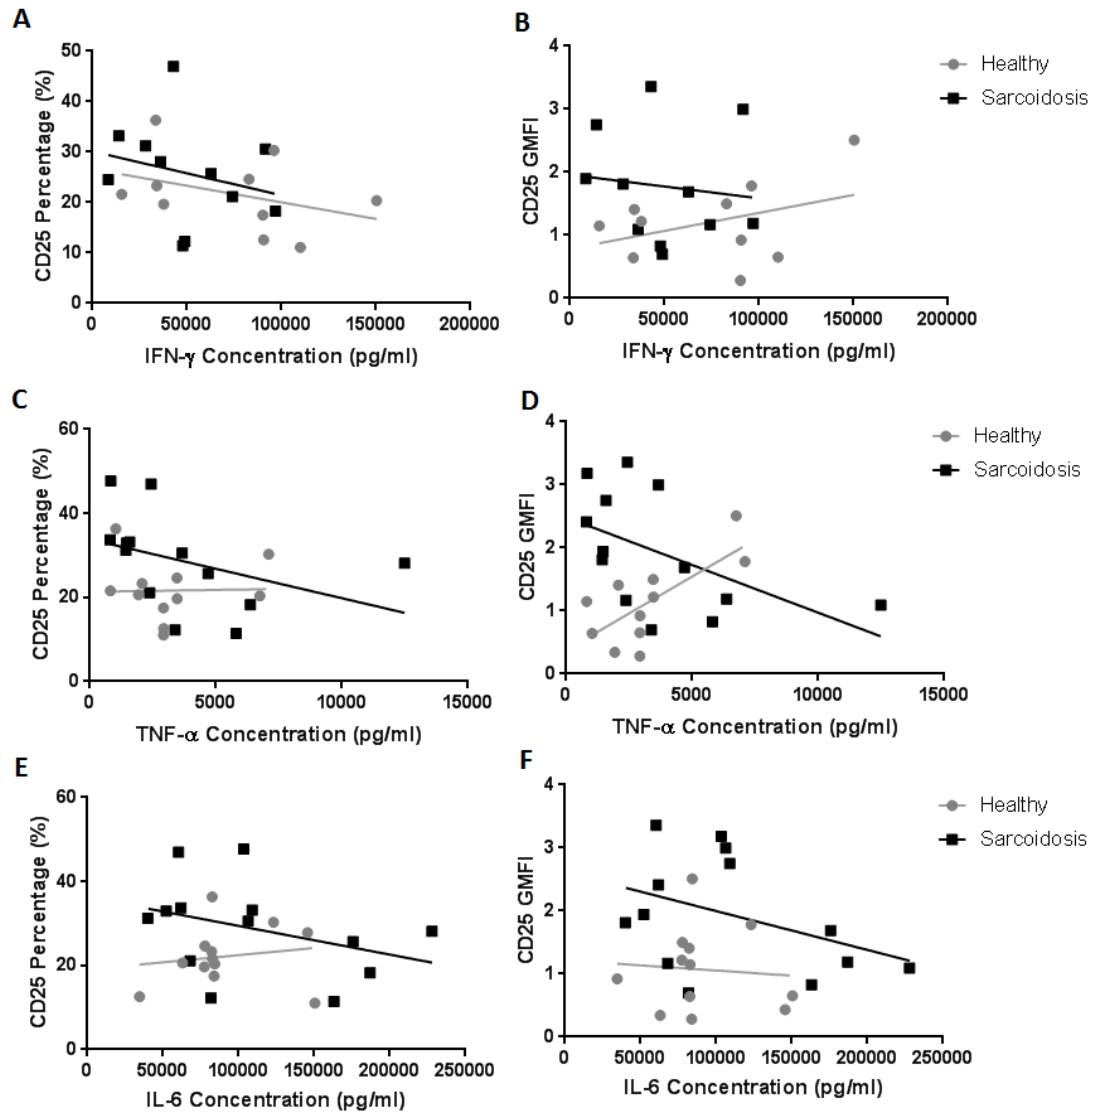 A
50
40
30
20
10
0
CD25 Percentage (%)
0 50000 100000 150000 200000
IFN-γ Concentration (pg/ml)
B
4
3
2
1
0
CD25 GMFI
0 50000 100000 150000 200000
IFN-γ Concentration (pg/ml)
Healthy
Sarcoidosis
C
60
40
20
0
CD25 Percentage (%)
0 5000 10000 15000
TNF-α Concentration (pg/ml)
D
4
3
2
1
0
CD25 GMFI
0 5000 10000 15000
TNF-α Concentration (pg/ml)
Healthy
Sarcoidosis
E
60
40
20
0
CD25 Percentage (%)
0 50000 100000 150000 200000 250000
IL-6 Concentration (pg/ml)
F
4
3
2
1
0
CD25 GMFI
0 50000 100000 150000 200000 250000
IL-6 Concentration (pg/ml)
Healthy
Sarcoidosis